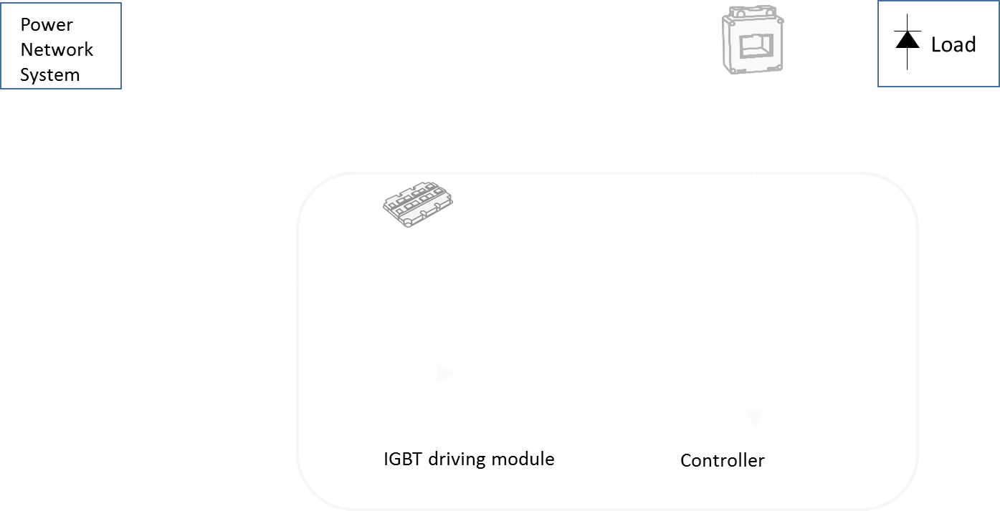 Power
Network
System
Load
IGBT driving module
Controller